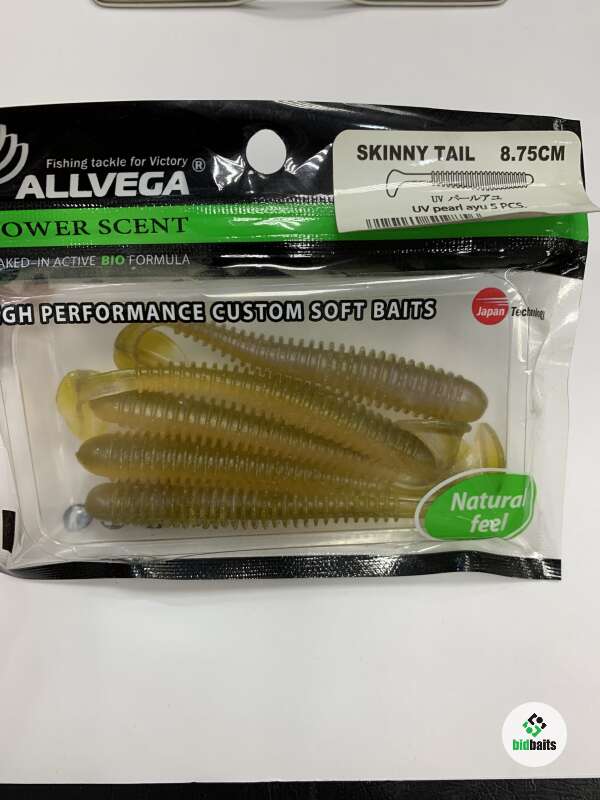 Fishing tackle for Victory
ALLVEGA®
OWER SCENT
AKED-IN ACTIVE BIO FORMULA
GH PERFORMANCE CUSTOM SOFT BAITS
SKINNY TAIL 8.75CM
UV パールアユ
UV pearl ayu 5 PCS.
Japan Technology
Natural
feel
bidbaits